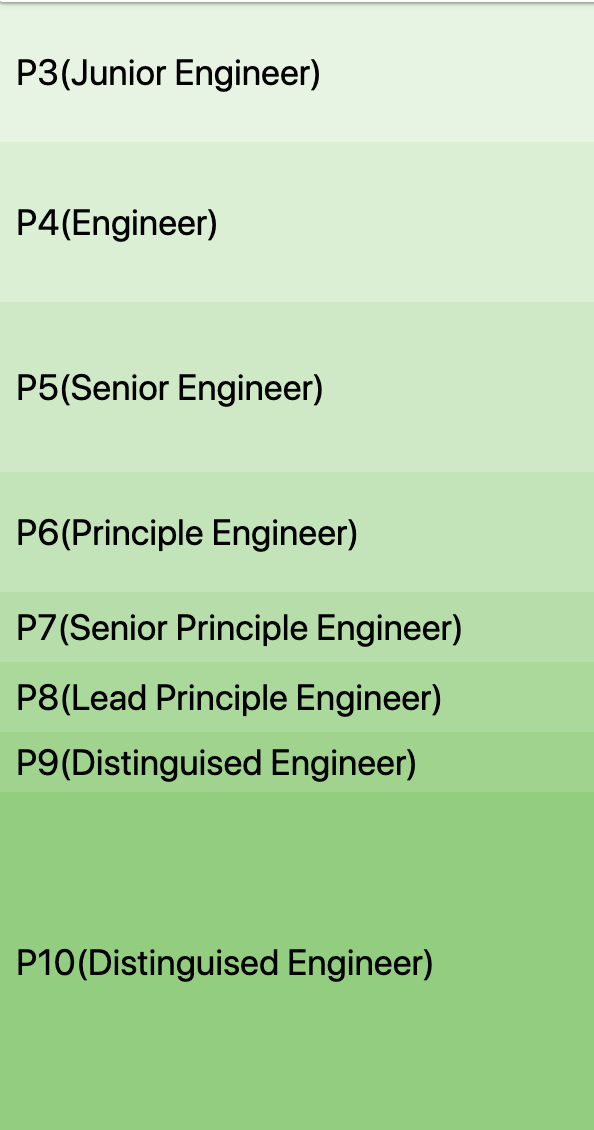 P3(Junior Engineer)
P4(Engineer)
P5(Senior Engineer)
P6(Principle Engineer)
P7(Senior Principle Engineer)
P8(Lead Principle Engineer)
P9(Distinguised Engineer)
P10(Distinguised Engineer)